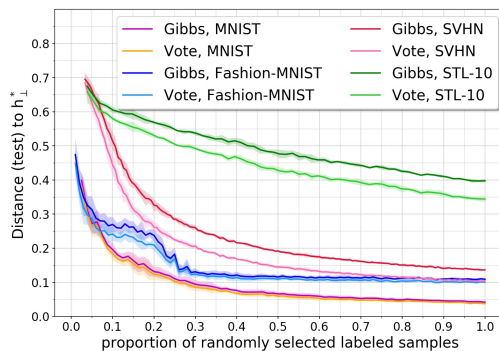 Gibbs, MNIST
Vote, MNIST
Gibbs, Fashion-MNIST
Vote, Fashion-MNIST
Gibbs, SVHN
Vote, SVHN
Gibbs, STL-10
Vote, STL-10
Distance (test) to h*⊥
0.8
0.7
0.6
0.5
0.4
0.3
0.2
0.1
0.0
0.0 0.1 0.2 0.3 0.4 0.5 0.6 0.7 0.8 0.9 1.0
proportion of randomly selected labeled samples